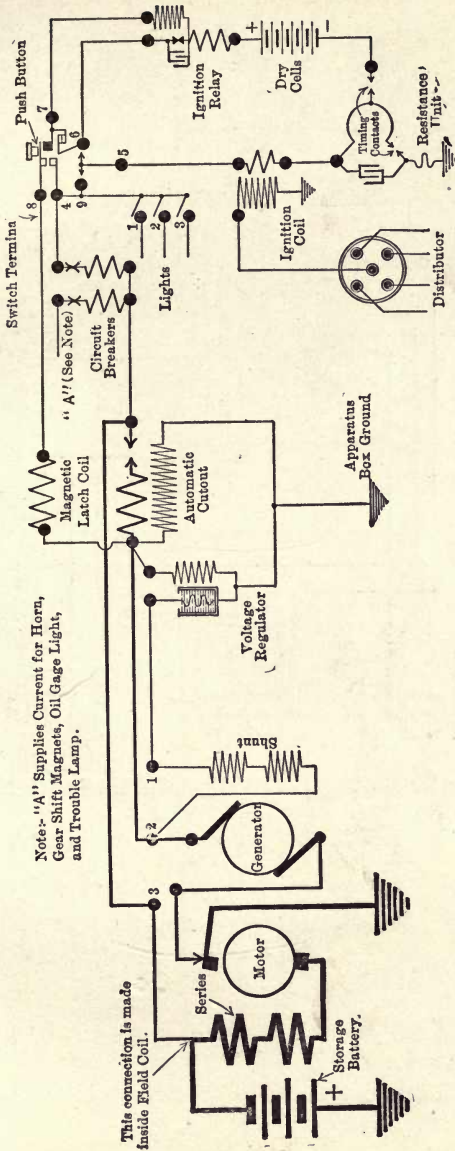 This connection is made
inside Field Coil.
Note:- "A" Supplies Current for Horn,
Gear Shift Magnets, Oil Gage Light,
and Trouble Lamp.
Storage
Battery.
+
Series
Motor
3
2
Generator
1
Shunt
Voltage
Regulator
Magnetic
Latch Coil
Automatic
Cutout
Apparatus
Box Ground
"A" (See Note)
Circuit
Breakers
Switch Termina
8
4
9
7
6
5
Push Button
1
2
3
Lights
Ignition
Relay
+
-
Dry
Cells
Ignition
Coil
Distributor
Timing
Contacts
Resistance
Unit-